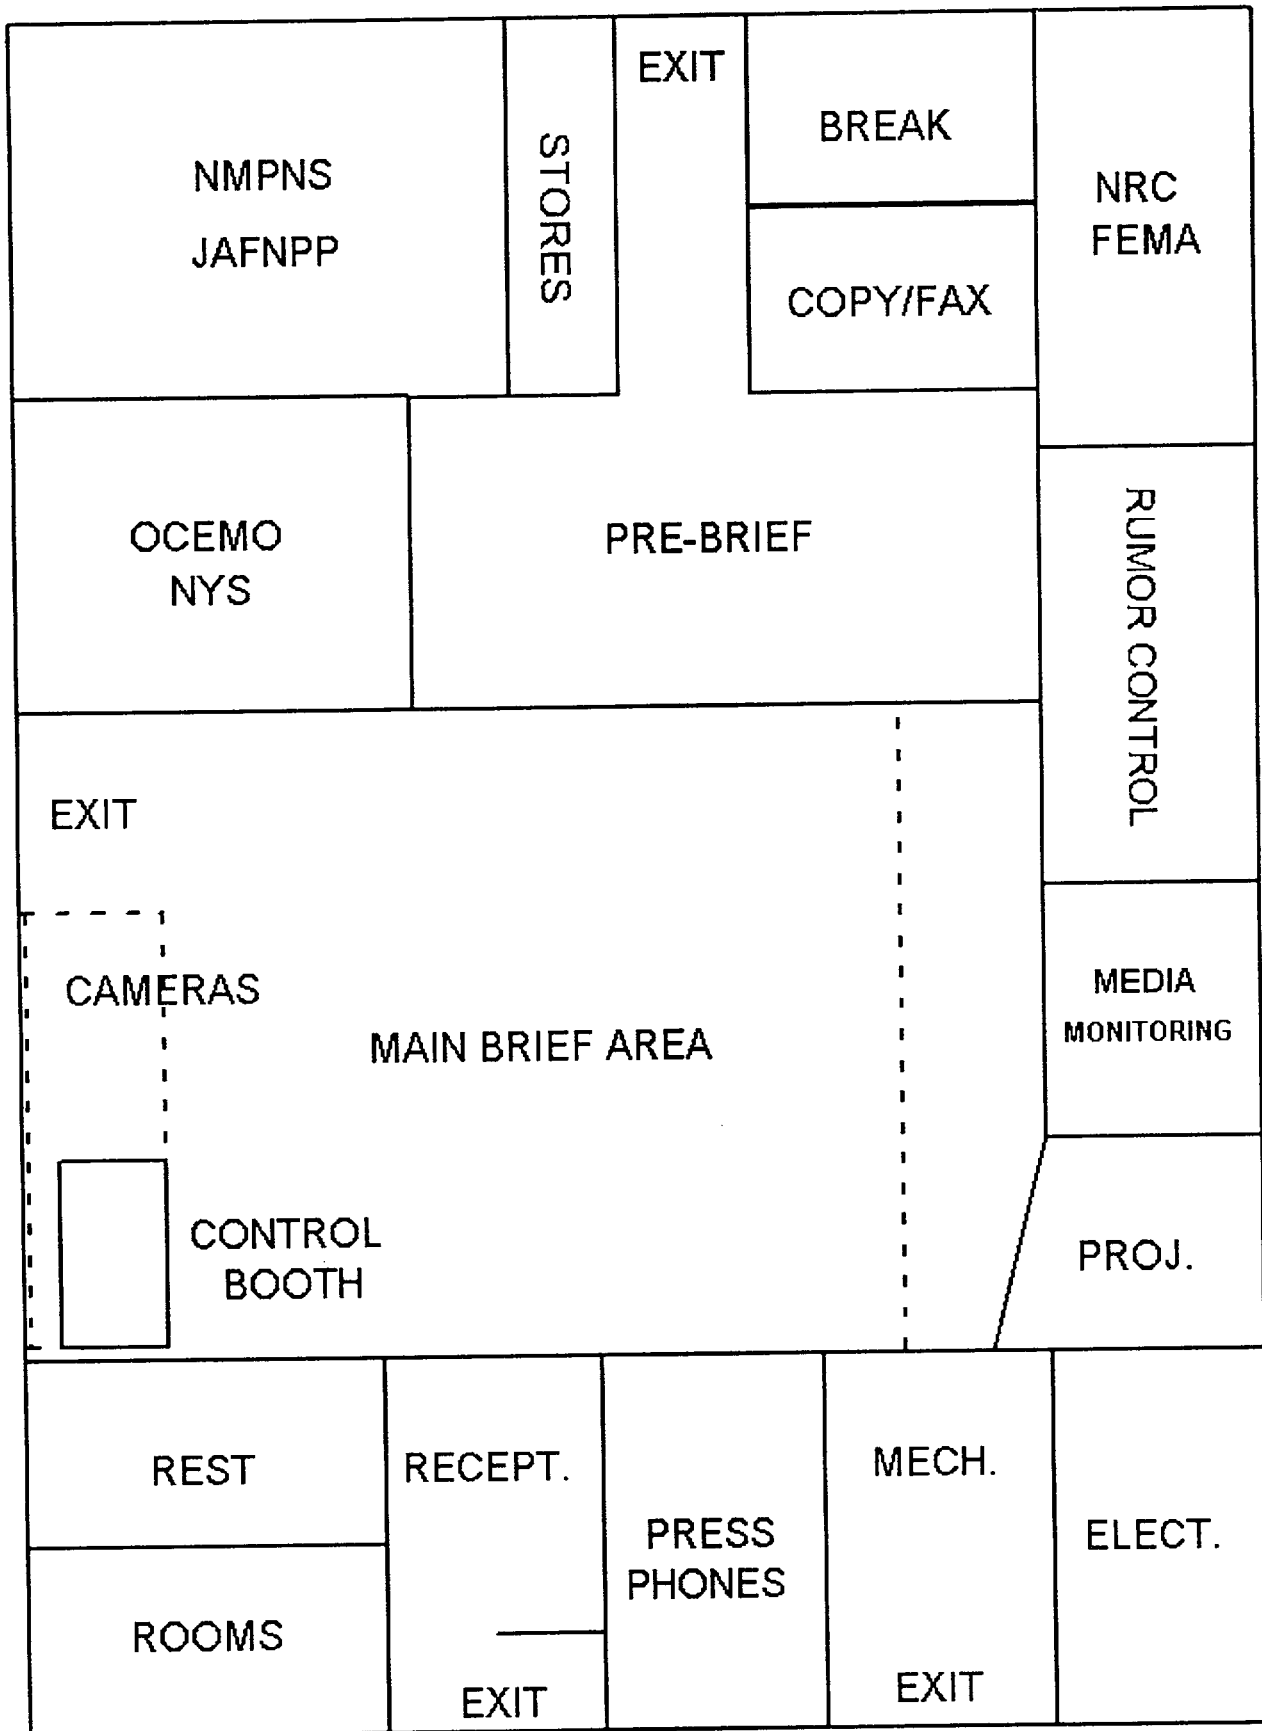 NMPNS
JAFNPP
STORES
EXIT
BREAK
COPY/FAX
NRC
FEMA
OCEMO
NYS
PRE-BRIEF
RUMOR CONTROL
EXIT
CAMERAS
MAIN BRIEF AREA
MEDIA
MONITORING
CONTROL
BOOTH
PROJ.
REST
ROOMS
RECEPT.
EXIT
PRESS
PHONES
MECH.
EXIT
ELECT.